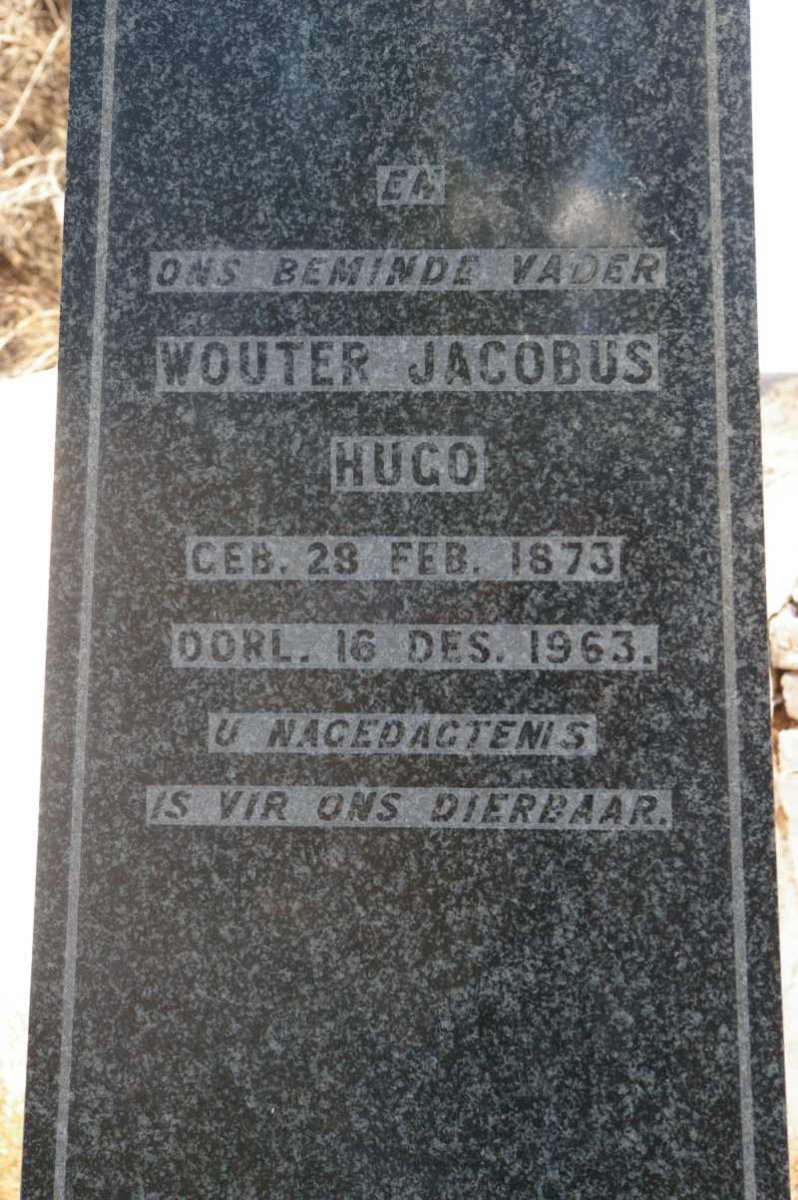 EN
ONS BEMINDE VADER
WOUTER JACOBUS
HUGO
GEB. 28 FEB. 1873
OORL. 16 DES. 1963.
U NAGEDAGTENIS
IS VIR ONS DIERBAAR.